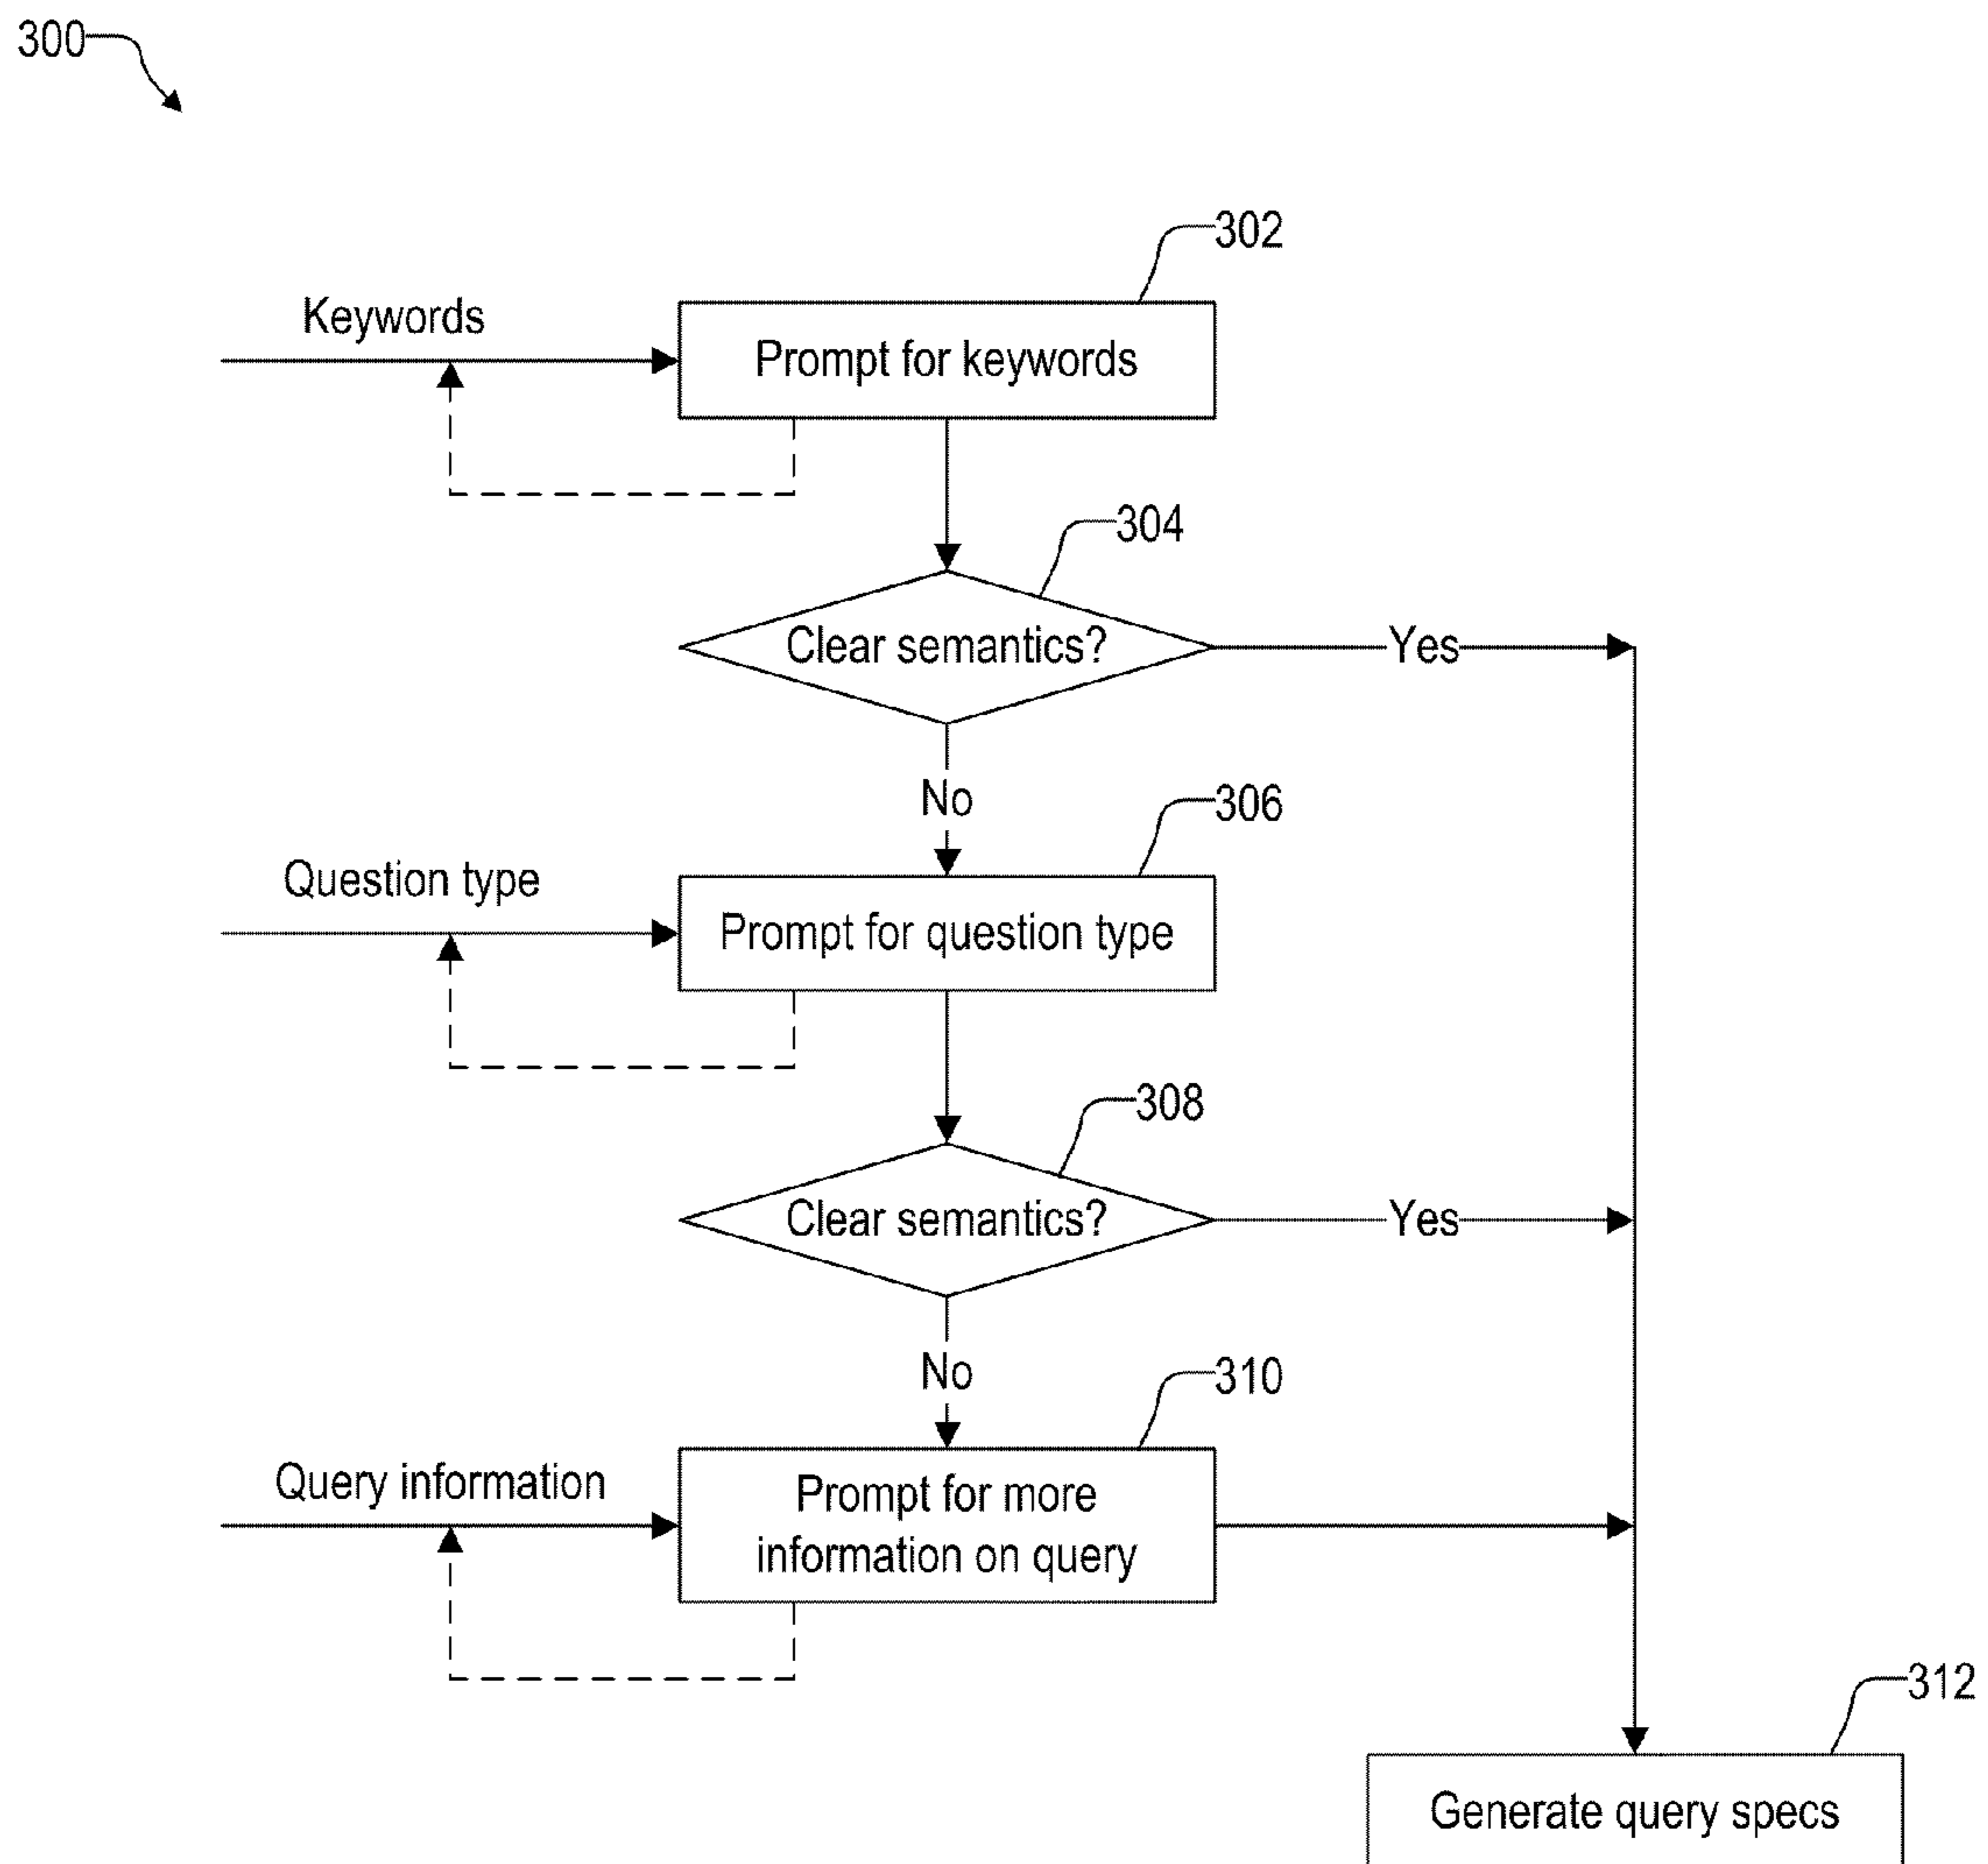 300
302
Keywords
Prompt for keywords
304
Clear semantics?
Yes
No
306
Question type
Prompt for question type
308
Clear semantics?
Yes
No
310
Query information
Prompt for more
information on query
312
Generate query specs